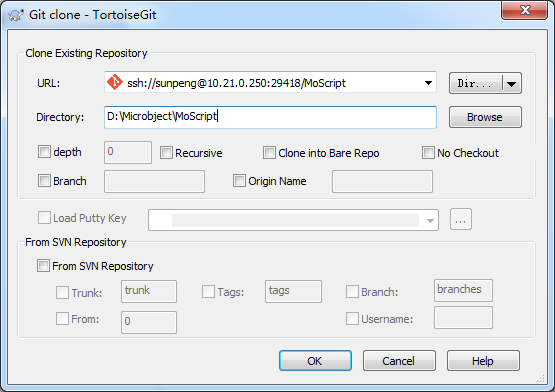 Git clone - TortoiseGit
Clone Existing Repository
URL: ssh://sunpeng@10.21.0.250:29418/MoScript Dir...
Directory: D:\Microbject\MoScript Browse
depth 0 Recursive Clone into Bare Repo No Checkout
Branch Origin Name
Load Putty Key ...
From SVN Repository
From SVN Repository
Trunk: trunk Tags: tags Branch: branches
From: 0 Username:
OK Cancel Help